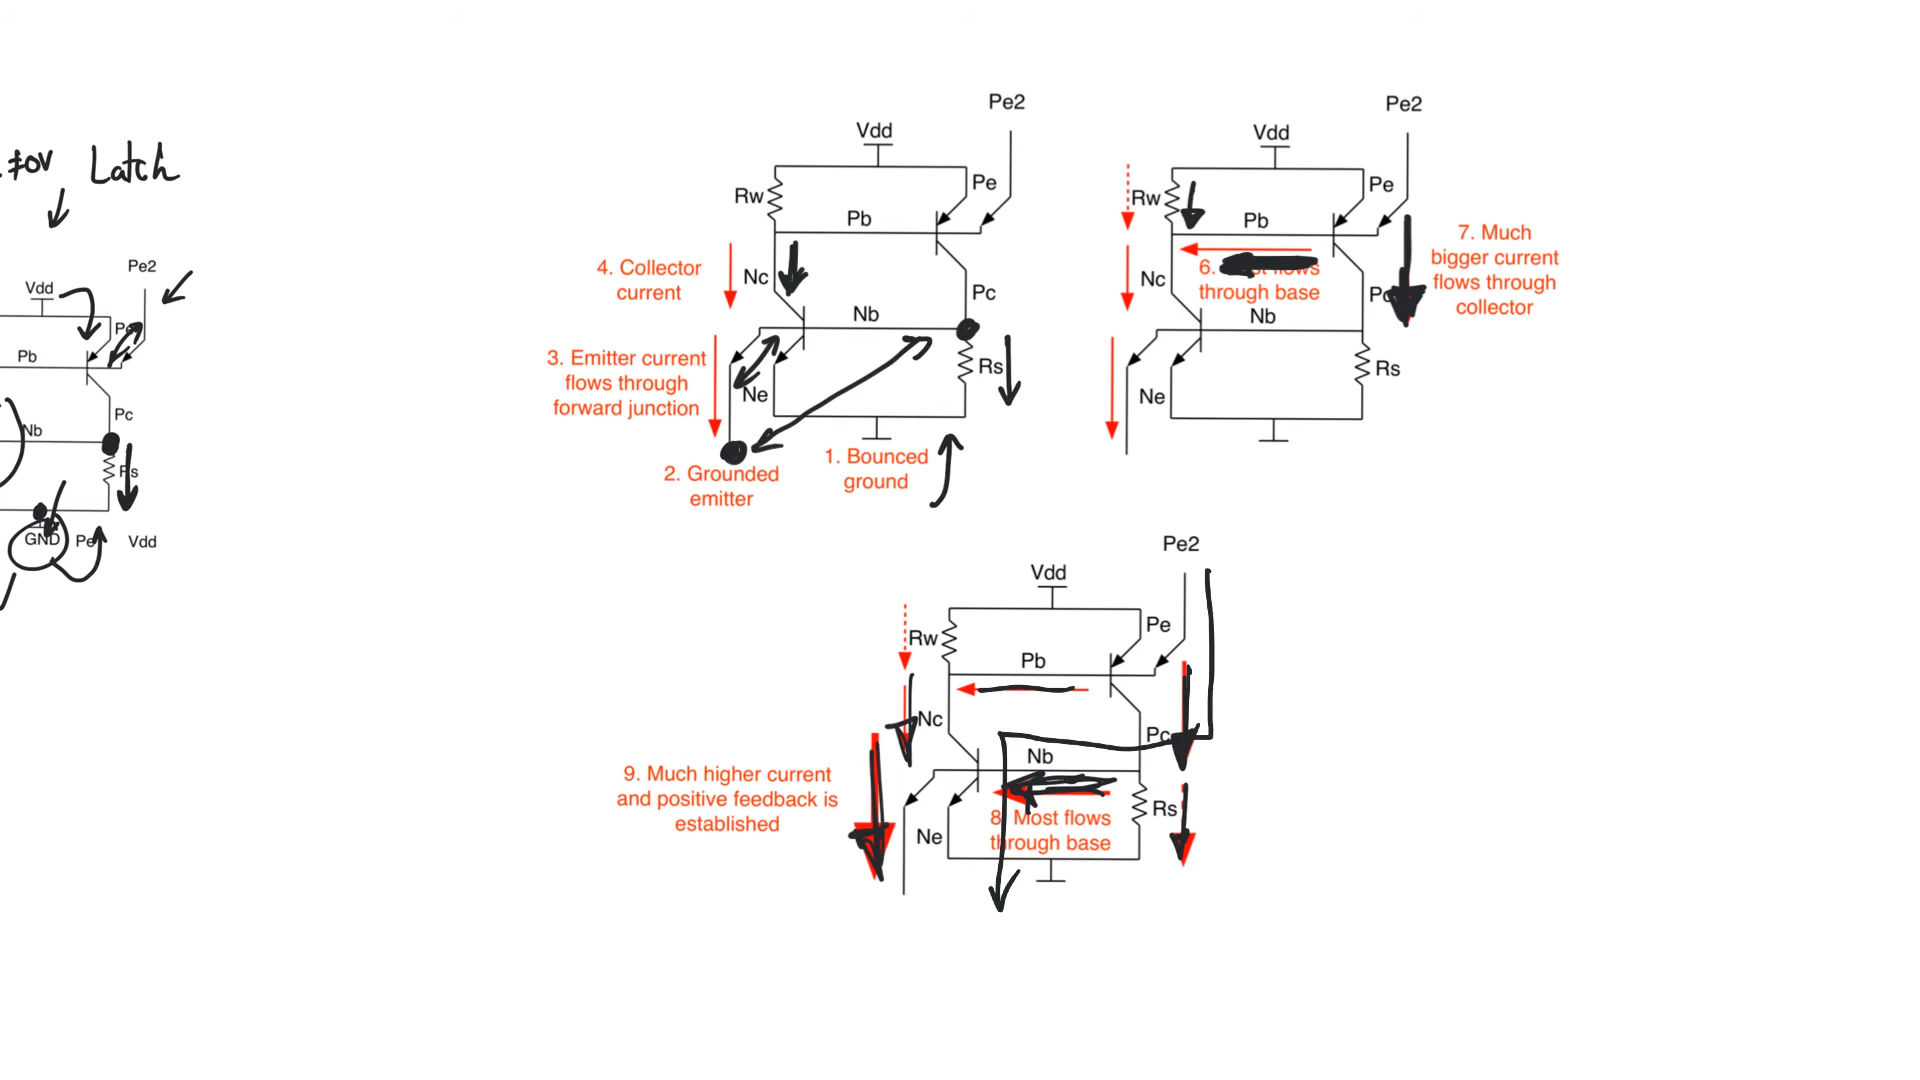 for Latch
Pe2
Vdd
Pe
Pb
Pc
Nb
Rs
GND
Pe
Vdd
Pe2
Vdd
Rw
Pe
Pb
4. Collector
current
Nc
Pc
Nb
3. Emitter current
flows through
forward junction
Rs
Ne
2. Grounded
emitter
1. Bounced
ground
Pe2
Vdd
Rw
Pe
Pb
7. Much
bigger current
flows through
collector
6. flows
through base
Nc
Nb
Rs
Ne
Pe2
Vdd
Rw
Pe
Pb
Nc
Pc
Nb
9. Much higher current
and positive feedback is
established
Rs
8. Most flows
through base
Ne